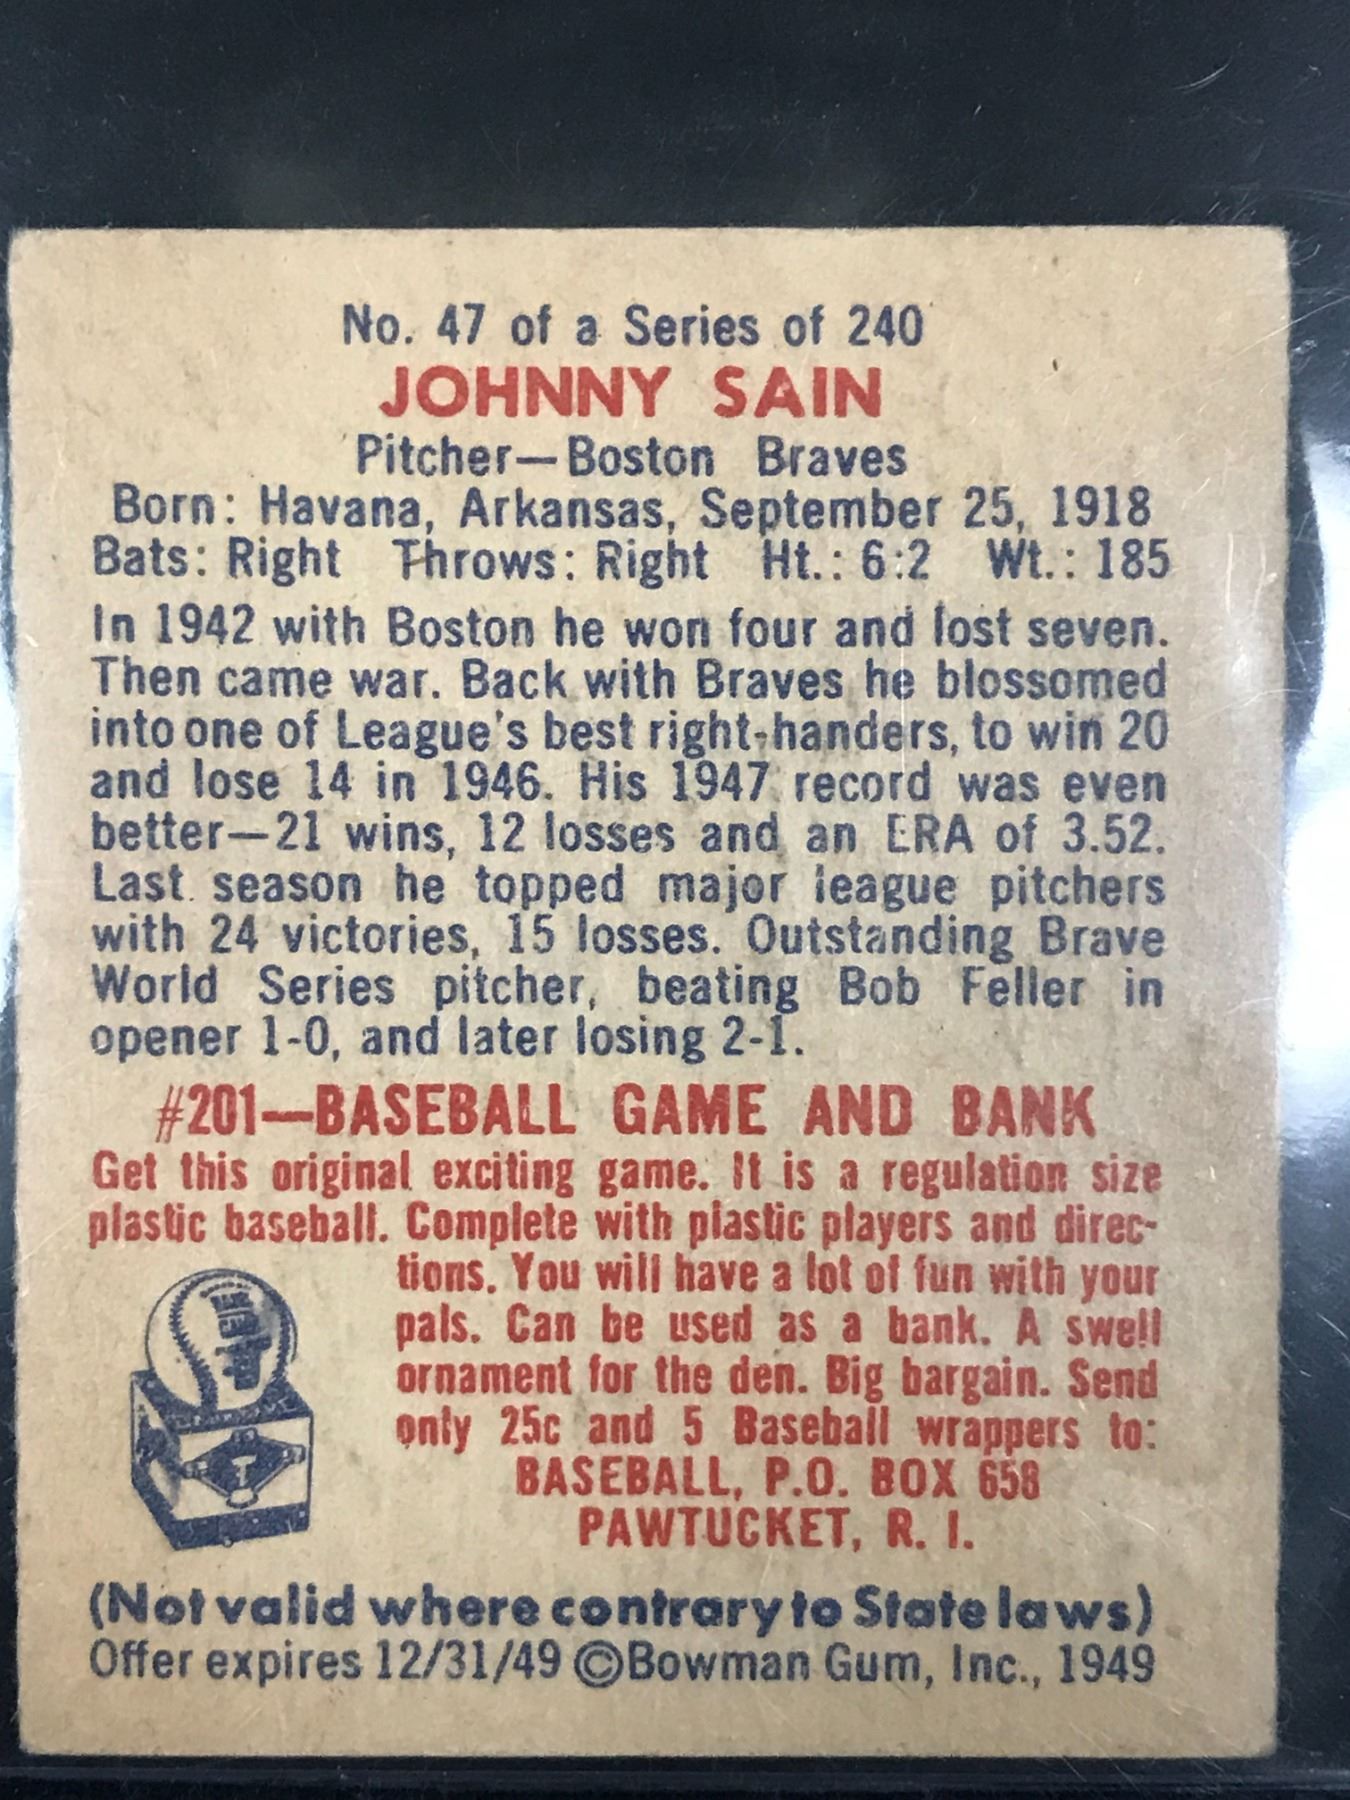 No. 47 of a Series of 240
JOHNNY SAIN
Pitcher—Boston Braves
Born: Havana, Arkansas, September 25, 1918
Bats: Right Throws: Right Ht.: 6:2 Wt.: 185
In 1942 with Boston he won four and lost seven.
Then came war. Back with Braves he blossomed
into one of League's best right-handers, to win 20
and lose 14 in 1946. His 1947 record was even
better—21 wins, 12 losses and an ERA of 3.52.
Last season he topped major league pitchers
with 24 victories, 15 losses. Outstanding Brave
World Series pitcher, beating Bob Feller in
opener 1-0, and later losing 2-1.
#201—BASEBALL GAME AND BANK
Get this original exciting game. It is a regulation size
plastic baseball. Complete with plastic players and direc-
tions. You will have a lot of fun with your
pals. Can be used as a bank. A swell
ornament for the den. Big bargain. Send
only 25c and 5 Baseball wrappers to:
BASEBALL, P.O. BOX 658
PAWTUCKET, R. I.
(Not valid where contrary to State laws)
Offer expires 12/31/49 ©Bowman Gum, Inc., 1949